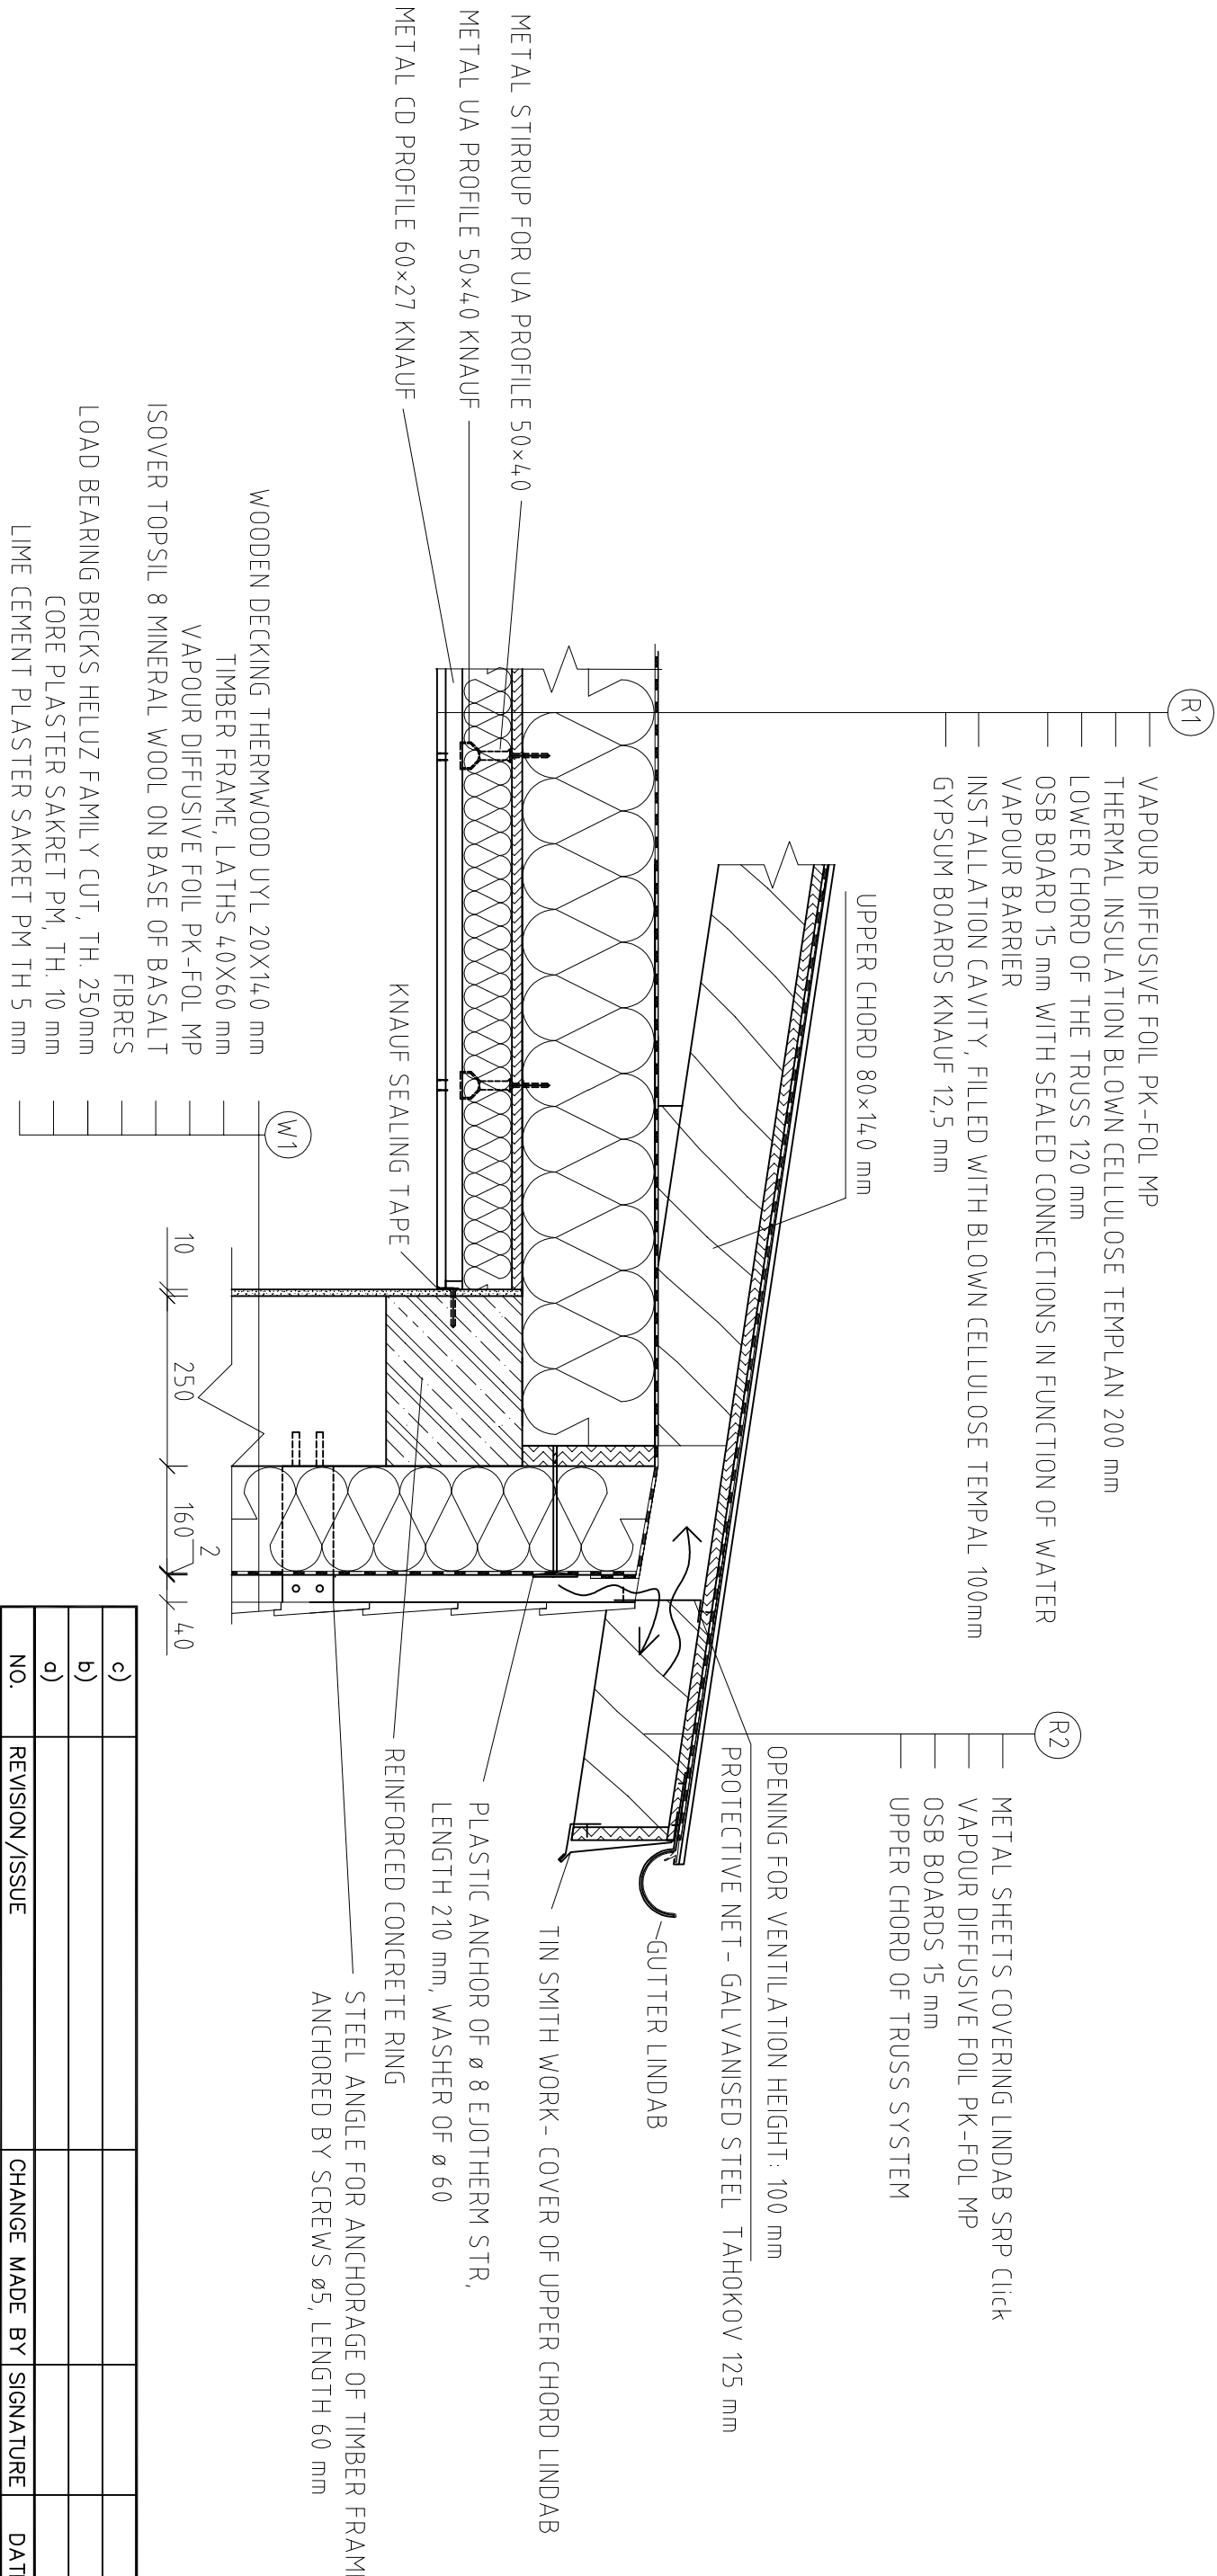 R1
VAPOUR DIFFUSIVE FOIL PK-FOL MP
THERMAL INSULATION BLOWN CELLULOSE TEMPLAN 200 mm
LOWER CHORD OF THE TRUSS 120 mm
OSB BOARD 15 mm WITH SEALED CONNECTIONS IN FUNCTION OF WATER
VAPOUR BARRIER
INSTALLATION CAVITY, FILLED WITH BLOWN CELLULOSE TEMPAL 100mm
GYPSUM BOARDS KNAUF 12,5 mm
UPPER CHORD 80×140 mm
R2
METAL SHEETS COVERING LINDAB SRP Click
VAPOUR DIFFUSIVE FOIL PK-FOL MP
OSB BOARDS 15 mm
UPPER CHORD OF TRUSS SYSTEM
OPENING FOR VENTILATION HEIGHT: 100 mm
PROTECTIVE NET- GALVANISED STEEL TAHOKOV 125 mm
GUTTER LINDAB
TIN SMITH WORK- COVER OF UPPER CHORD LINDAB
PLASTIC ANCHOR OF ø 8 EJOTHERM STR,
LENGTH 210 mm, WASHER OF ø 60
REINFORCED CONCRETE RING
STEEL ANGLE FOR ANCHORAGE OF TIMBER FRAM
ANCHORED BY SCREWS ø5, LENGTH 60 mm
METAL STIRRUP FOR UA PROFILE 50×40
METAL UA PROFILE 50×40 KNAUF
METAL CD PROFILE 60×27 KNAUF
KNAUF SEALING TAPE
W1
WOODEN DECKING THERMWOOD UYL 20X140 mm
TIMBER FRAME, LATHS 40X60 mm
VAPOUR DIFFUSIVE FOIL PK-FOL MP
ISOVER TOPSIL 8 MINERAL WOOL ON BASE OF BASALT
FIBRES
LOAD BEARING BRICKS HELUZ FAMILY CUT, TH. 250mm
CORE PLASTER SAKRET PM, TH. 10 mm
LIME CEMENT PLASTER SAKRET PM TH 5 mm
10 250 160 2 40
c)
b)
a)
NO. REVISION/ISSUE CHANGE MADE BY SIGNATURE DAT